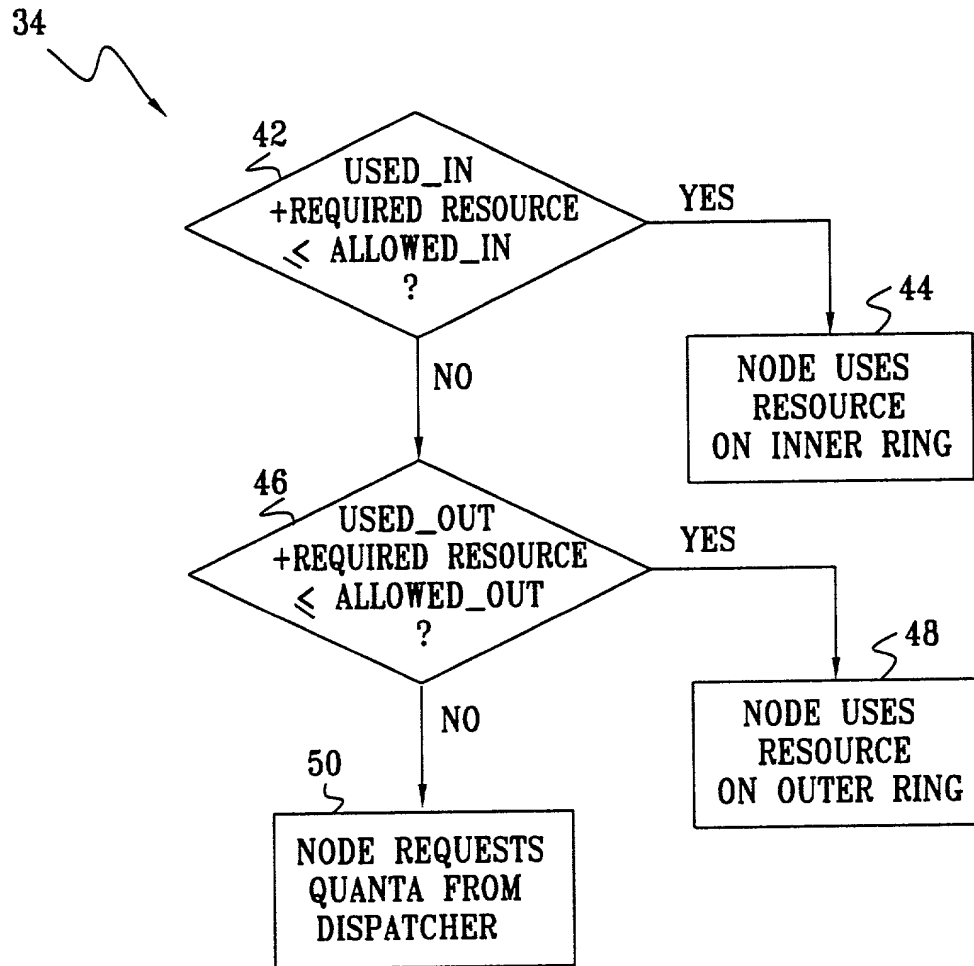 34
42
USED_IN
+REQUIRED RESOURCE
≤ ALLOWED_IN
?
YES
44
NODE USES
RESOURCE
ON INNER RING
NO
46
USED_OUT
+REQUIRED RESOURCE
≤ ALLOWED_OUT
?
YES
48
NODE USES
RESOURCE
ON OUTER RING
NO
50
NODE REQUESTS
QUANTA FROM
DISPATCHER